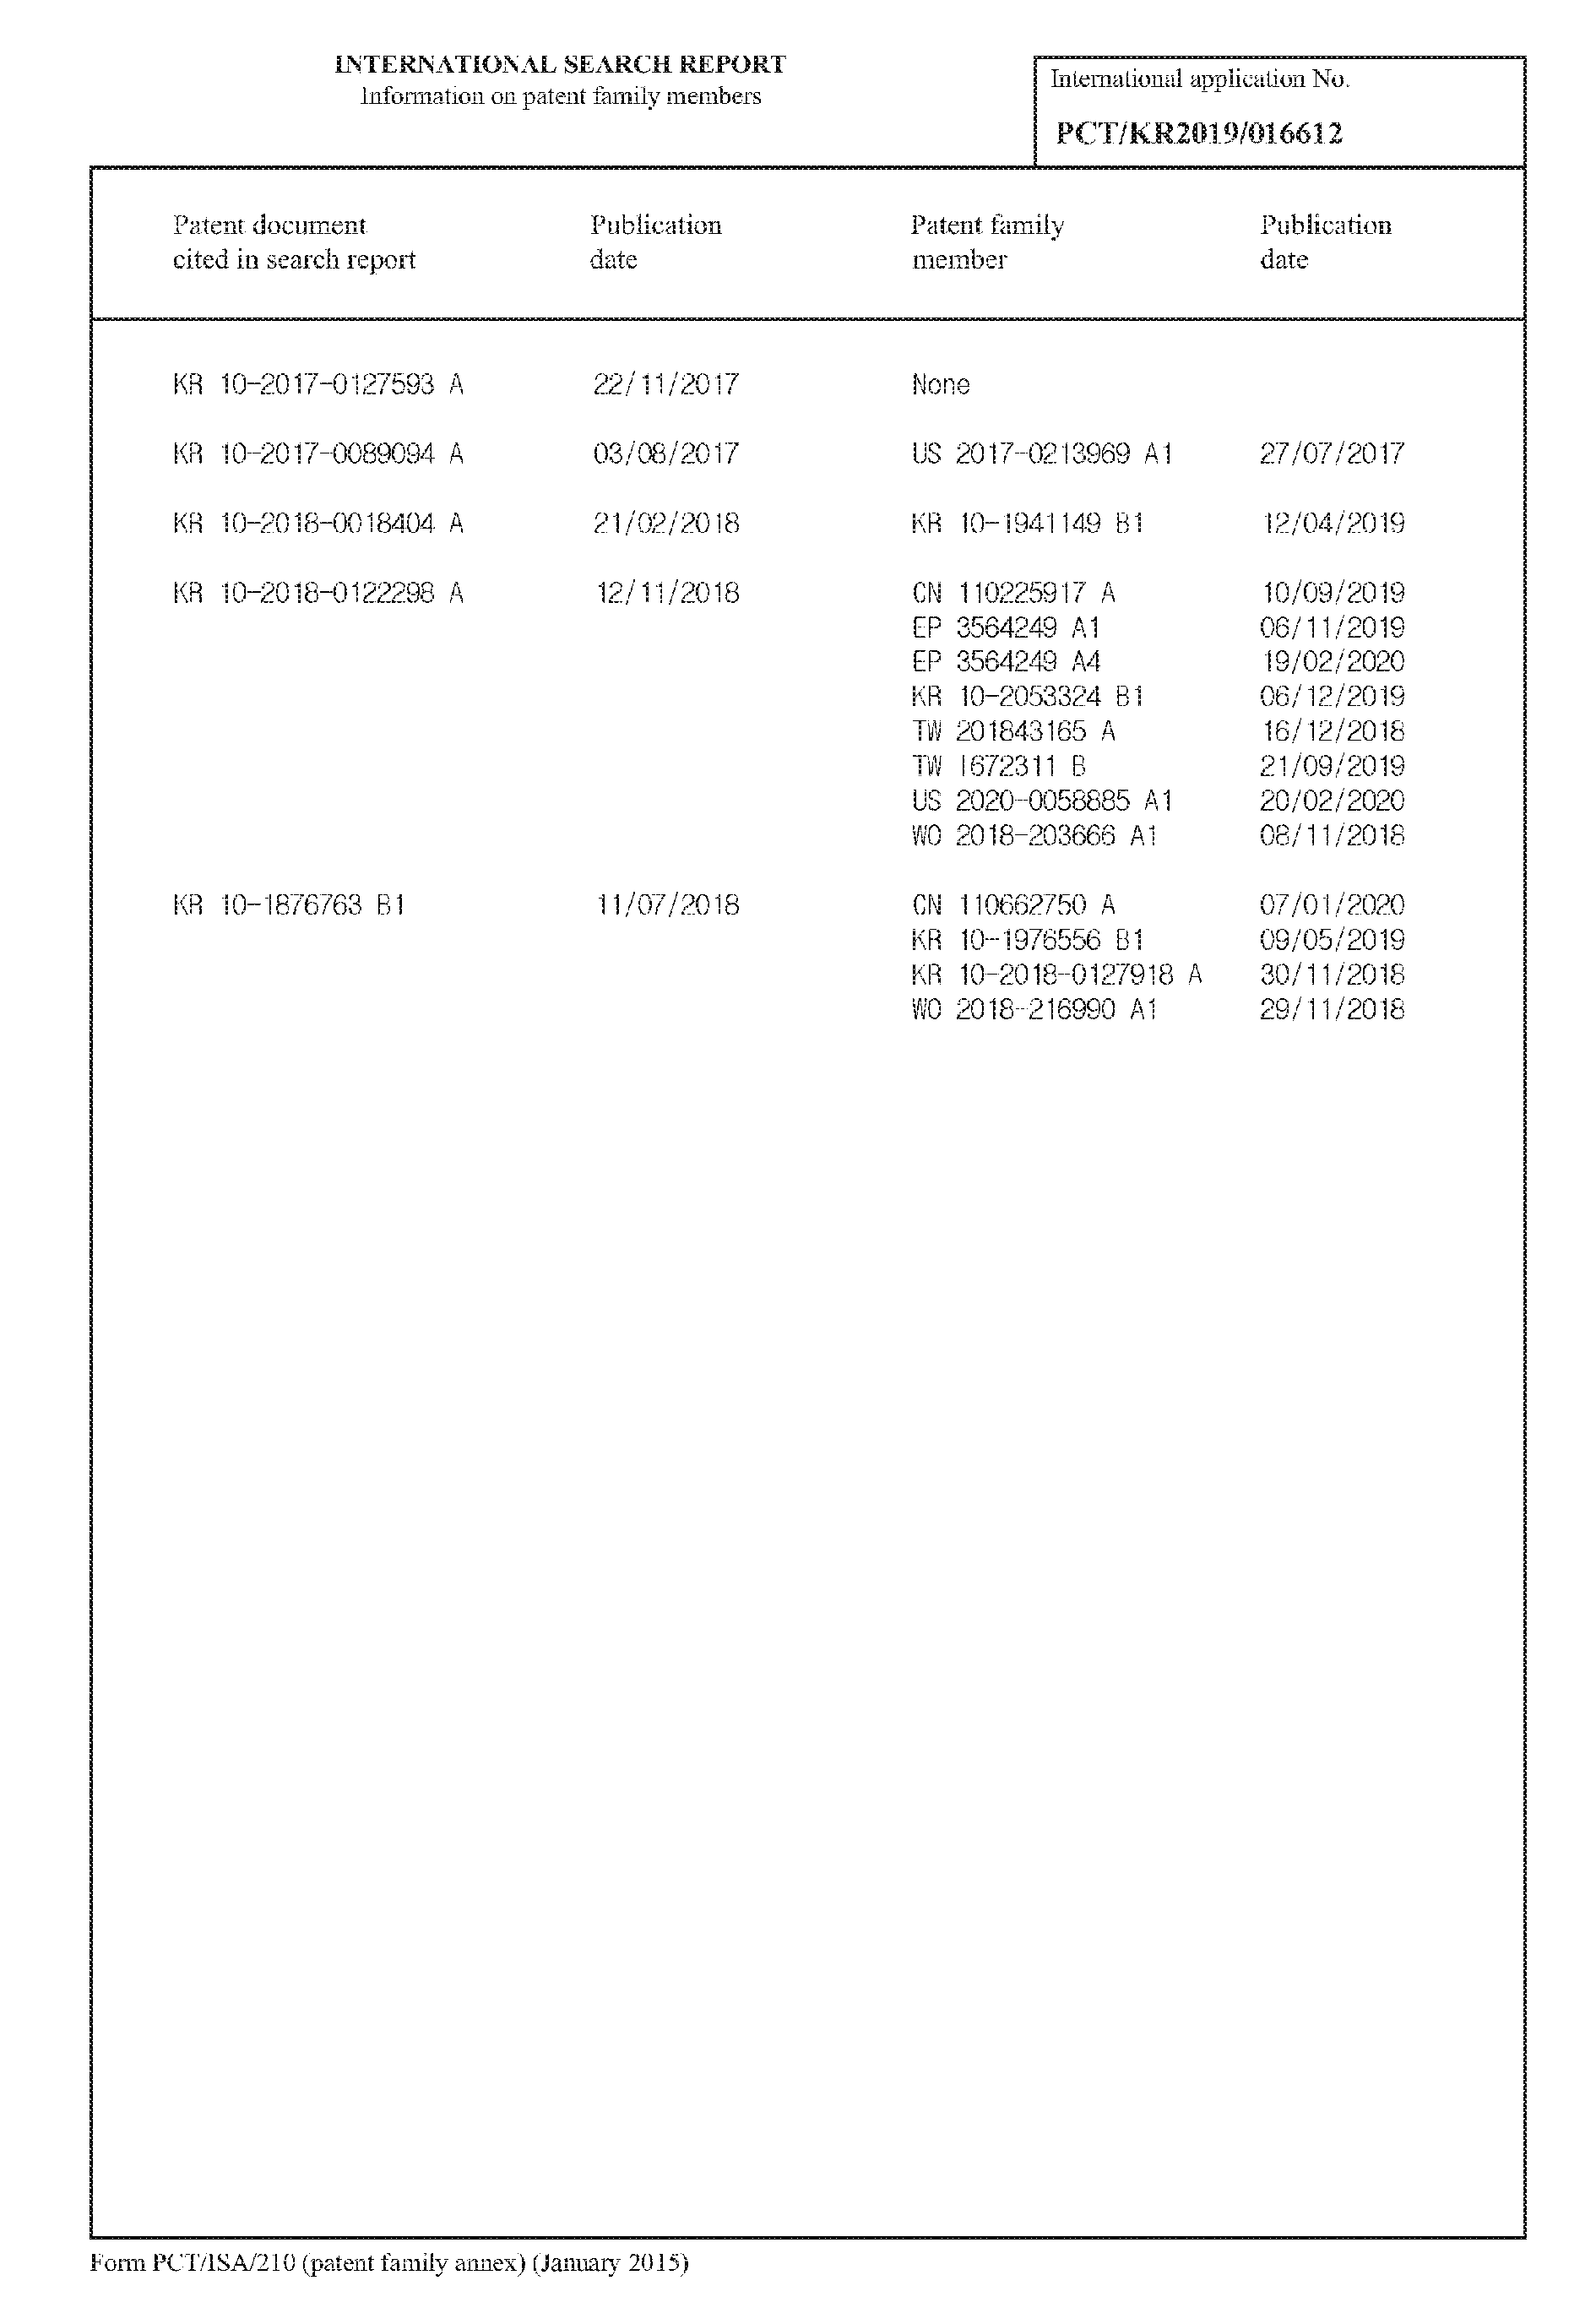 INTERNATIONAL SEARCH REPORT
Information on patent family members
International application No.
PCT/KR2019/016612
Patent document cited in search report
Publication date
Patent family member
Publication date
KR 10-2017-0127593 A 22/11/2017 None
KR 10-2017-0089094 A 03/08/2017 US 2017-0213969 A1 27/07/2017
KR 10-2018-0018404 A 21/02/2018 KR 10-1941149 B1 12/04/2019
KR 10-2018-0122298 A 12/11/2018 CN 110225917 A 10/09/2019
EP 3564249 A1 06/11/2019
EP 3564249 A4 19/02/2020
KR 10-2053324 B1 06/12/2019
TW 201843165 A 16/12/2018
TW I672311 B 21/09/2019
US 2020-0058885 A1 20/02/2020
WO 2018-203666 A1 08/11/2018
KR 10-1876763 B1 11/07/2018 CN 110662750 A 07/01/2020
KR 10-1976556 B1 09/05/2019
KR 10-2018-0127918 A 30/11/2018
WO 2018-216990 A1 29/11/2018
Form PCT/ISA/210 (patent family annex) (January 2015)